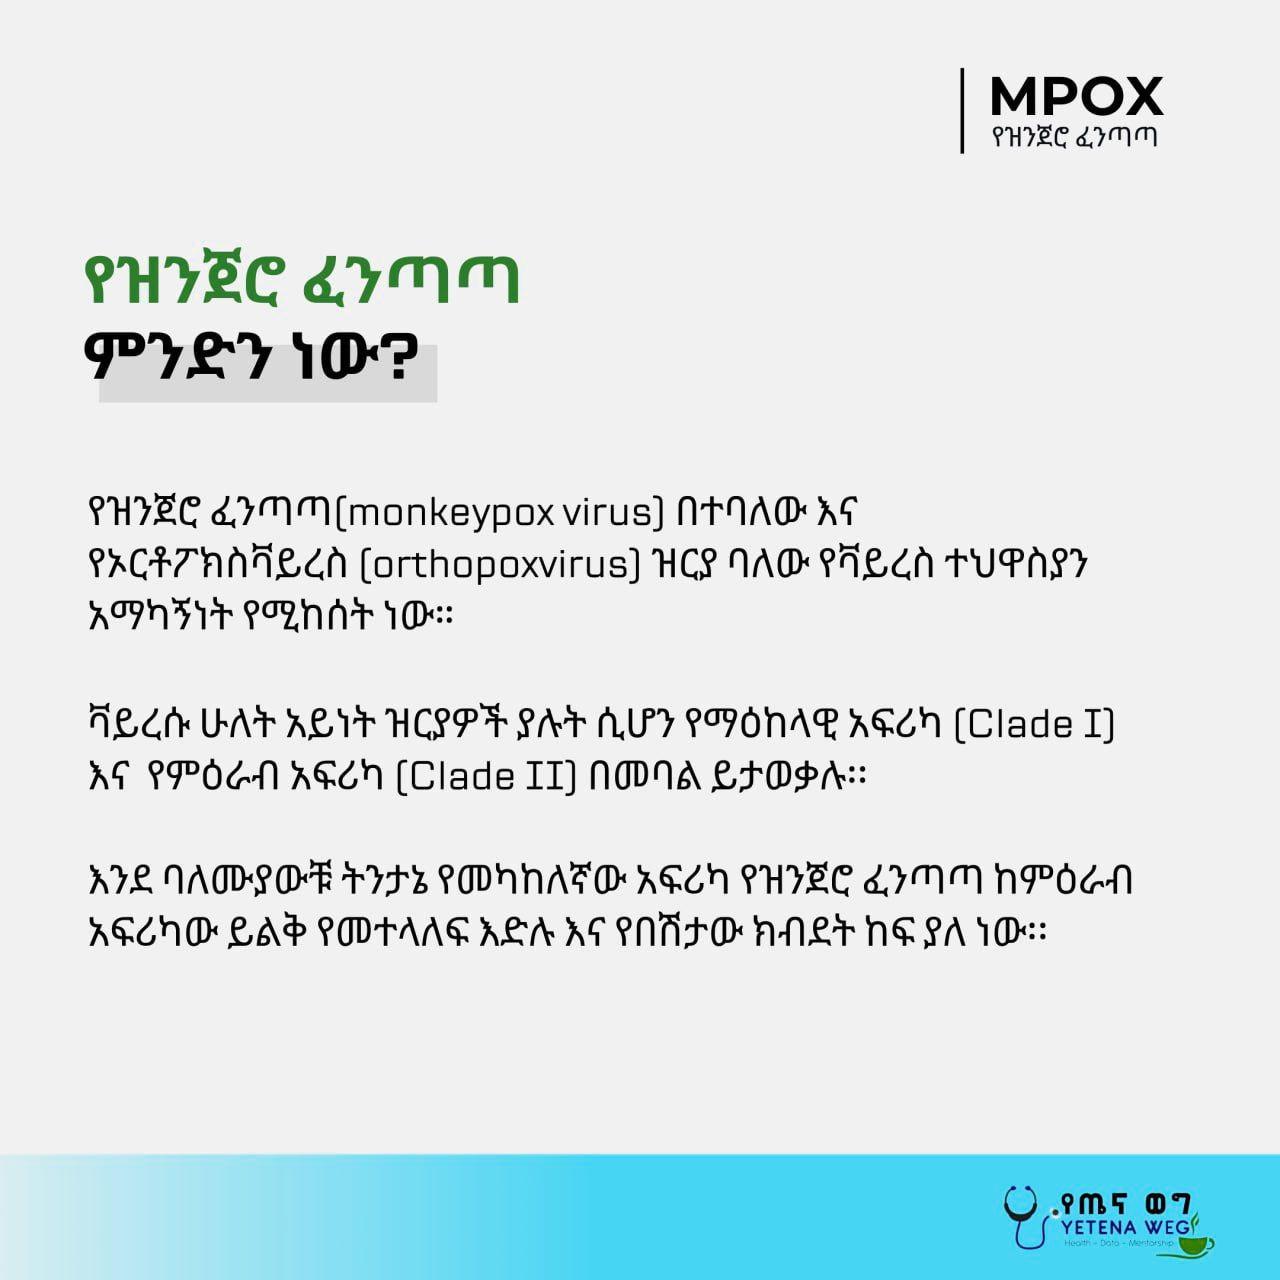 MPOX
የዝንጀሮ ፈንጣጣ
የዝንጀሮ ፈንጣጣ
ምንድን ነው?
የዝንጀሮ ፈንጣጣ(monkeypox virus) በተባለው እና
የኦርቶፖክስቫይረስ (orthopoxvirus) ዝርያ ባለው የቫይረስ ተህዋስያን
አማካኝነት የሚከሰት ነው።
ቫይረሱ ሁለት አይነት ዝርያዎች ያሉት ሲሆን የማዕከላዊ አፍሪካ (Clade I)
እና የምዕራብ አፍሪካ (Clade II) በመባል ይታወቃሉ፡፡
እንደ ባለሙያውቹ ትንታኔ የመካከለኛው አፍሪካ የዝንጀሮ ፈንጣጣ ከምዕራብ
አፍሪካው ይልቅ የመተላለፍ እድሉ እና የበሽታው ክብደት ከፍ ያለ ነው፡፡
የጤና ወግ
YETENA WEG
Health - Data - Mentorship